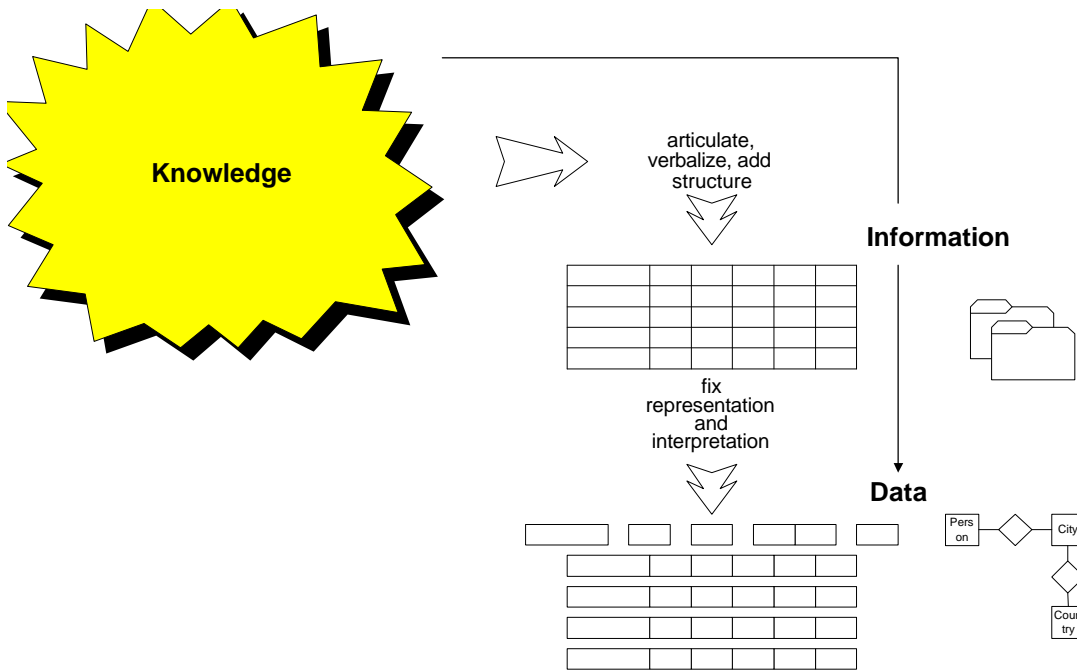 Knowledge
articulate,
verbalize, add
structure
Information
fix
representation
and
interpretation
Data
Pers
on
City
Coun
try